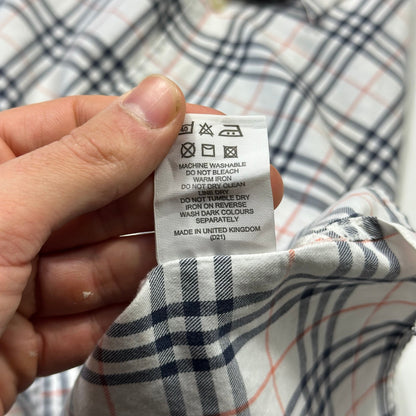 MACHINE WASHABLE
DO NOT BLEACH
WARM IRON
DO NOT DRY CLEAN
LINE DRY
DO NOT TUMBLE DRY
IRON ON REVERSE
WASH DARK COLOURS
SEPARATELY
MADE IN UNITED KINGDOM
(D21)